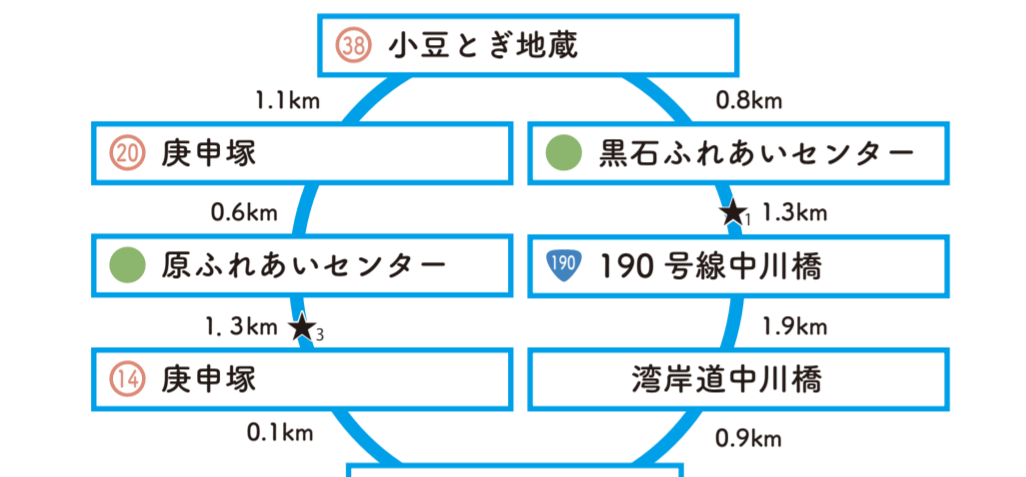 38 小豆とぎ地蔵
1.1km 0.8km
20 庚申塚 黒石ふれあいセンター
0.6km ★1 1.3km
原ふれあいセンター 190 190号線中川橋
1. 3km ★3 1.9km
14 庚申塚 湾岸道中川橋
0.1km 0.9km